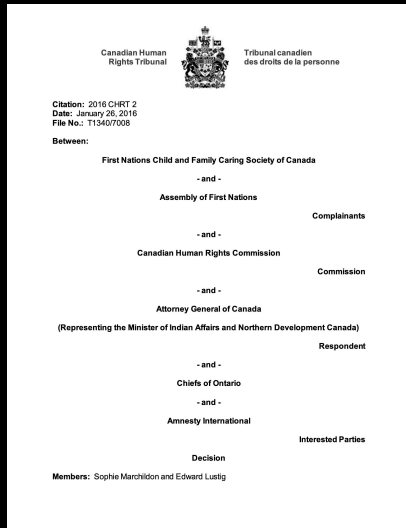 Canadian Human
Rights Tribunal
Tribunal canadien
des droits de la personne
Citation: 2016 CHRT 2
Date: January 26, 2016
File No.: T1340/7008
Between:
First Nations Child and Family Caring Society of Canada
- and -
Assembly of First Nations
Complainants
- and -
Canadian Human Rights Commission
Commission
- and -
Attorney General of Canada
(Representing the Minister of Indian Affairs and Northern Development Canada)
Respondent
- and -
Chiefs of Ontario
- and -
Amnesty International
Interested Parties
Decision
Members: Sophie Marchildon and Edward Lustig